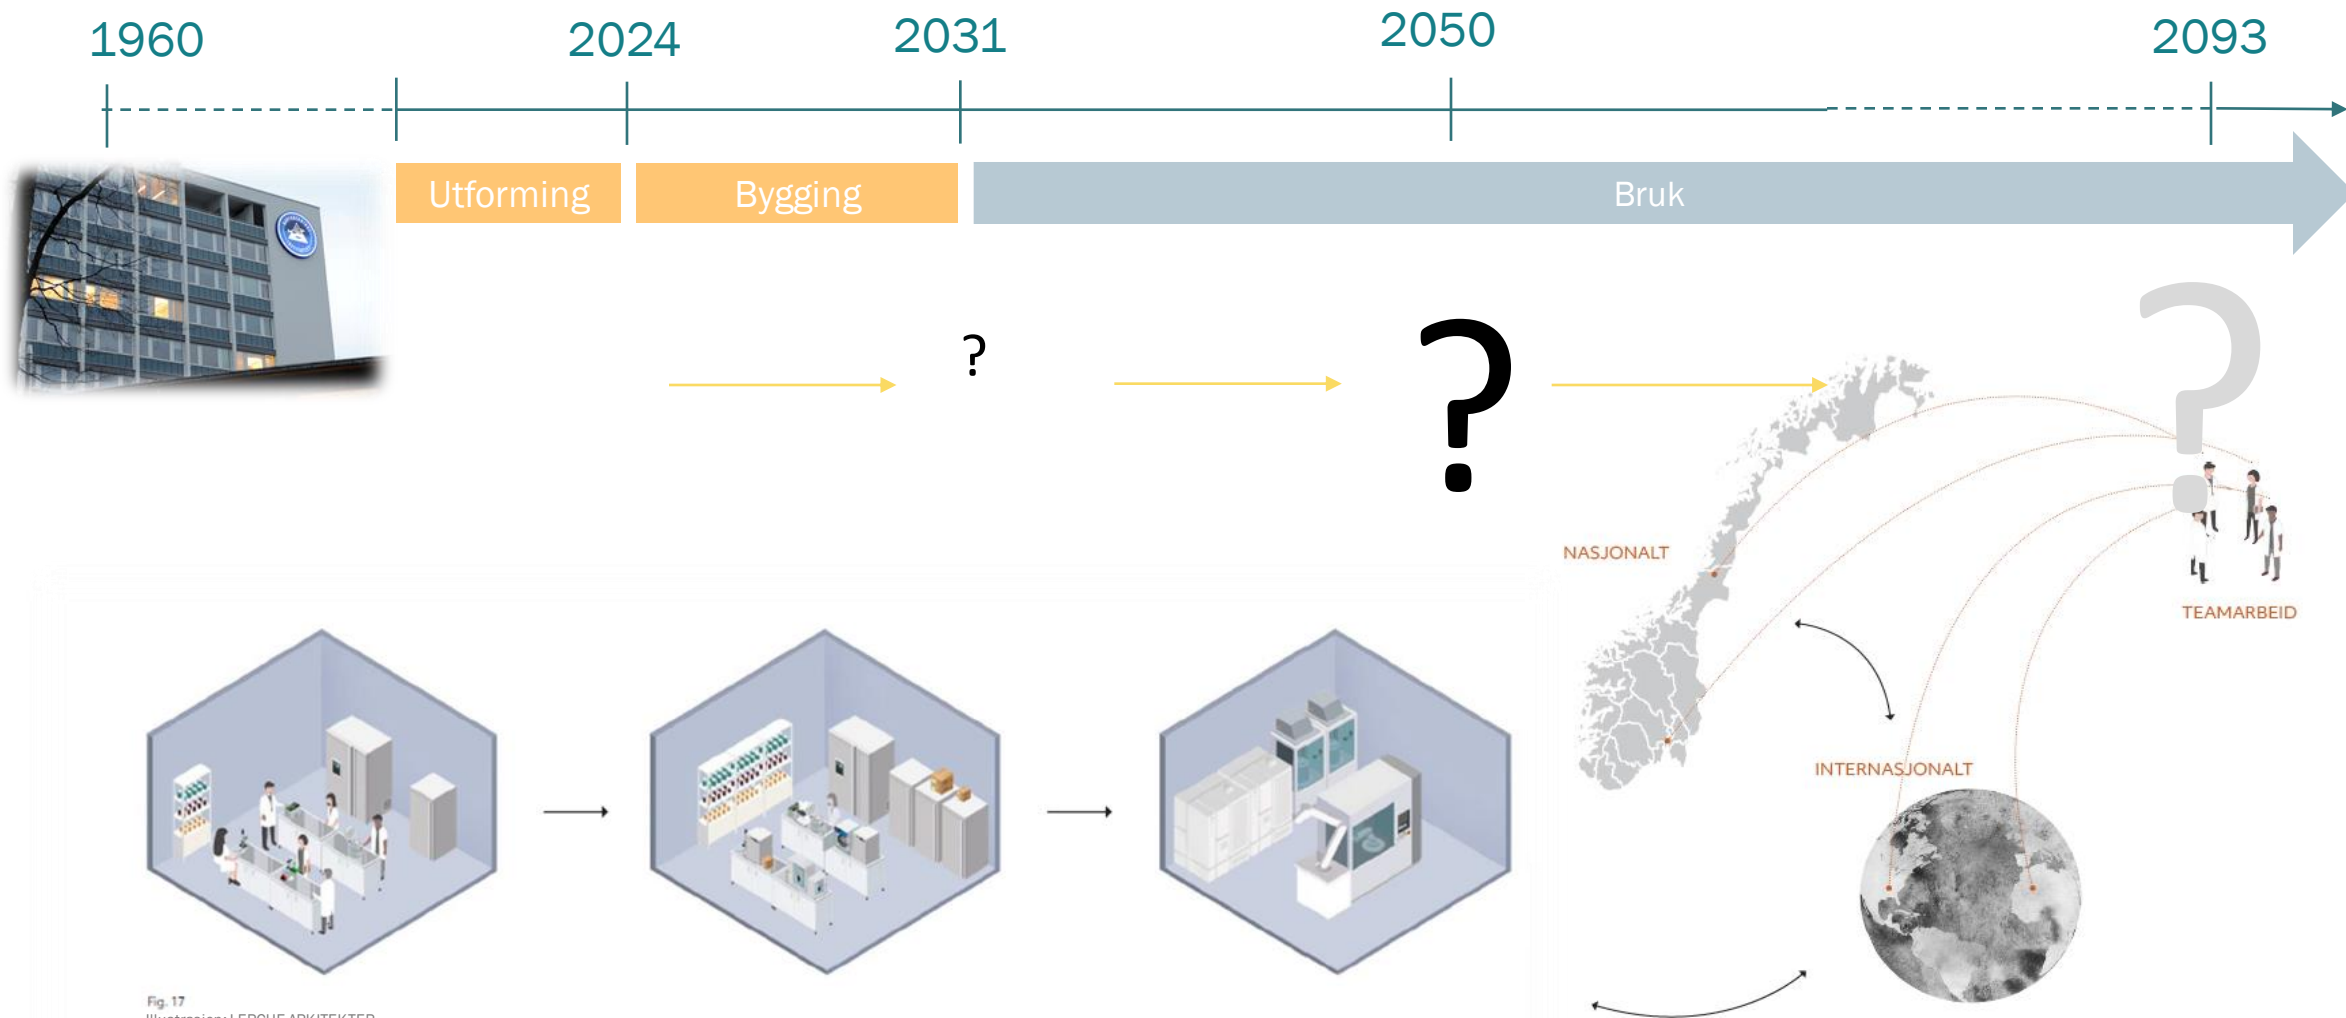 1960
2024
2031
2050
2093
Utforming
Bygging
Bruk
?
?
?
NASJONALT
TEAMARBEID
INTERNASJONALT
Fig. 17